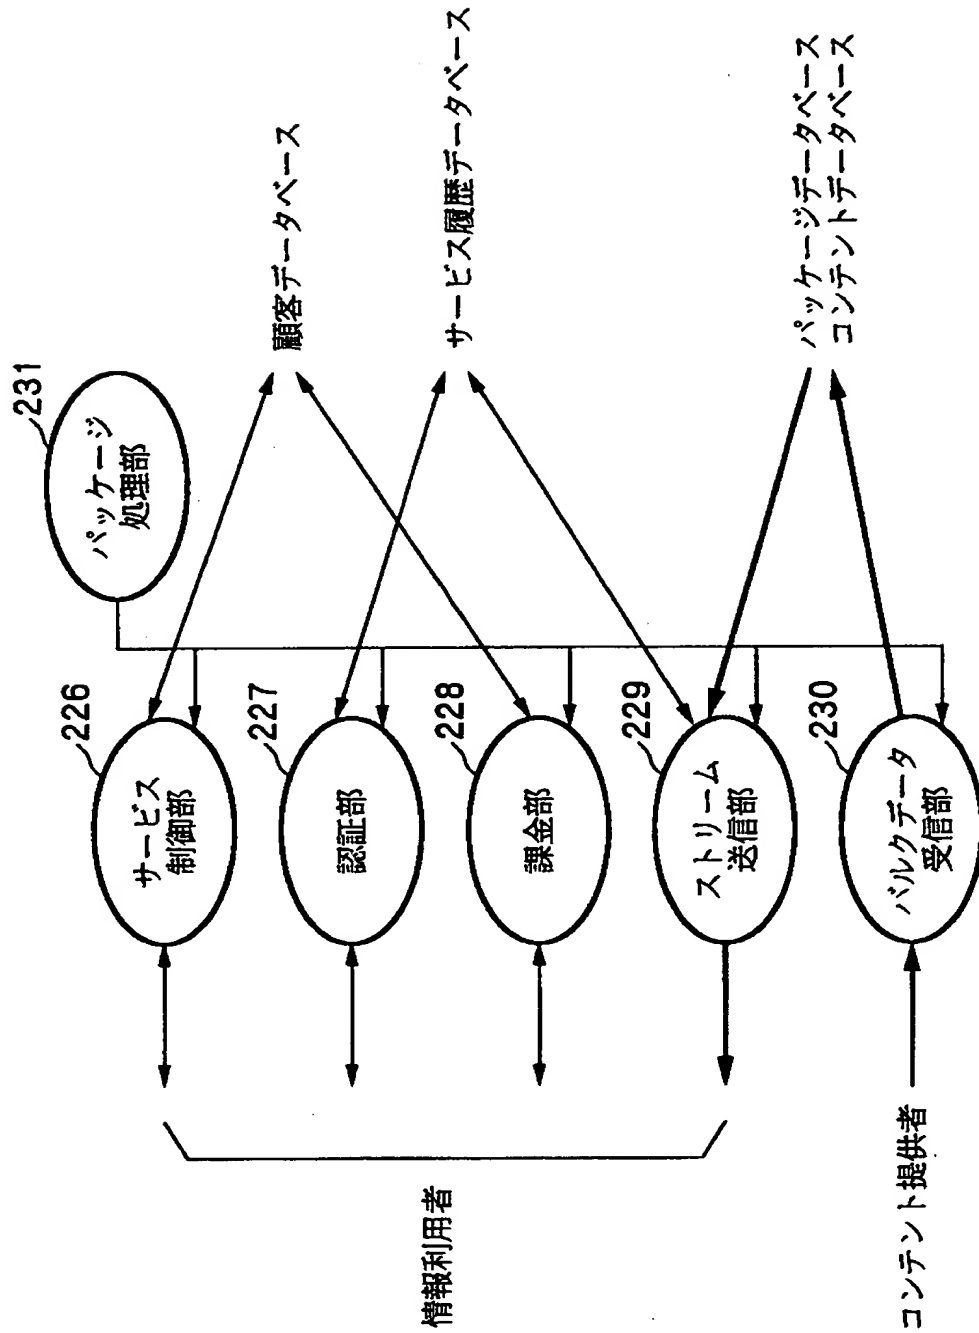 231
パッケージ
処理部
226
サービス
制御部
227
認証部
228
課金部
229
ストリーム
送信部
230
バルクデータ
受信部
顧客データベース
サービス履歴データベース
パッケージデータベース
コンテントデータベース
情報利用者
コンテント提供者